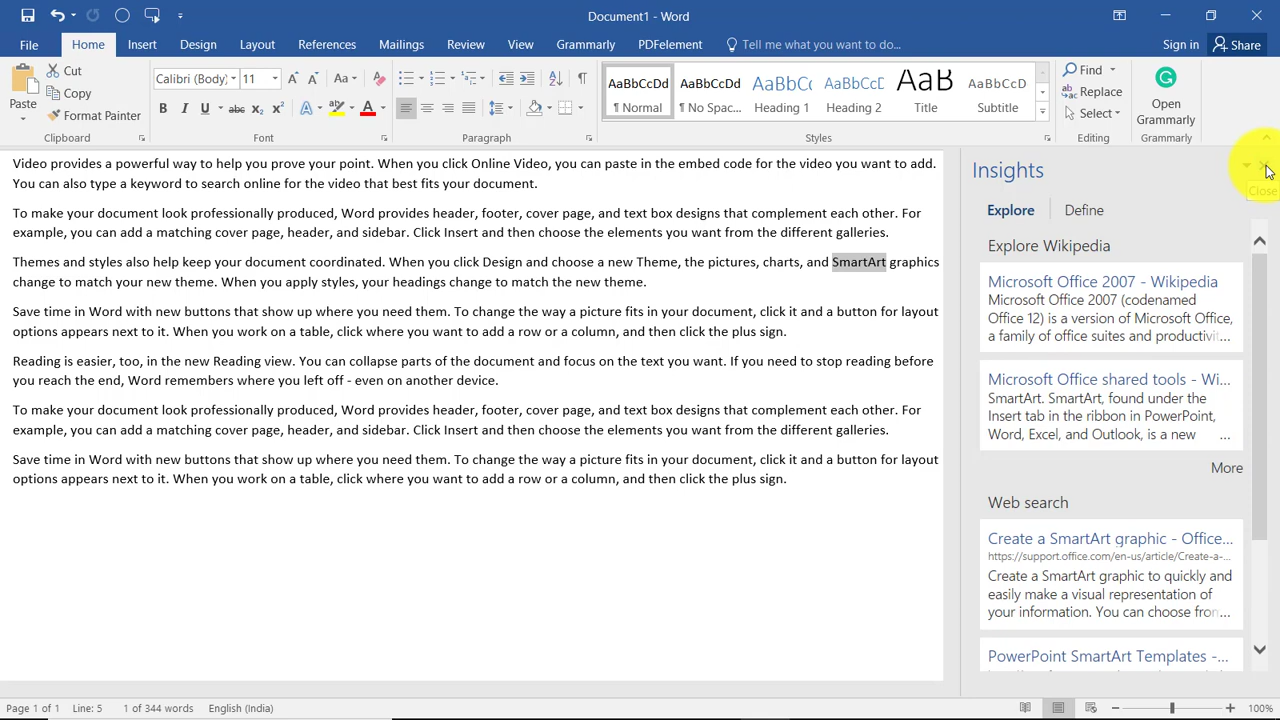 Document1 - Word
File Home Insert Design Layout References Mailings Review View Grammarly PDFelement Tell me what you want to do... Sign in Share
Paste
Cut
Copy
Format Painter
Clipboard
Calibri (Body) 11
Aa
B I U abc X₂ X²
Font
Paragraph
AaBbCcDd AaBbCcDd AaBbCc AaBbCcD AaB AaBbCcD
¶ Normal ¶ No Spac... Heading 1 Heading 2 Title Subtitle
Styles
Find
Replace
Select
Editing
Open
Grammarly
Grammarly
Video provides a powerful way to help you prove your point. When you click Online Video, you can paste in the embed code for the video you want to add.
You can also type a keyword to search online for the video that best fits your document.
To make your document look professionally produced, Word provides header, footer, cover page, and text box designs that complement each other. For
example, you can add a matching cover page, header, and sidebar. Click Insert and then choose the elements you want from the different galleries.
Themes and styles also help keep your document coordinated. When you click Design and choose a new Theme, the pictures, charts, and SmartArt graphics
change to match your new theme. When you apply styles, your headings change to match the new theme.
Save time in Word with new buttons that show up where you need them. To change the way a picture fits in your document, click it and a button for layout
options appears next to it. When you work on a table, click where you want to add a row or a column, and then click the plus sign.
Reading is easier, too, in the new Reading view. You can collapse parts of the document and focus on the text you want. If you need to stop reading before
you reach the end, Word remembers where you left off - even on another device.
To make your document look professionally produced, Word provides header, footer, cover page, and text box designs that complement each other. For
example, you can add a matching cover page, header, and sidebar. Click Insert and then choose the elements you want from the different galleries.
Save time in Word with new buttons that show up where you need them. To change the way a picture fits in your document, click it and a button for layout
options appears next to it. When you work on a table, click where you want to add a row or a column, and then click the plus sign.
Insights
Close
Explore Define
Explore Wikipedia
Microsoft Office 2007 - Wikipedia
Microsoft Office 2007 (codenamed
Office 12) is a version of Microsoft Office,
a family of office suites and productivi...
Microsoft Office shared tools - Wi...
SmartArt. SmartArt, found under the
Insert tab in the ribbon in PowerPoint,
Word, Excel, and Outlook, is a new ...
More
Web search
Create a SmartArt graphic - Office...
https://support.office.com/en-us/article/Create-a-...
Create a SmartArt graphic to quickly and
easily make a visual representation of
your information. You can choose from...
PowerPoint SmartArt Templates -...
Page 1 of 1 Line: 5 1 of 344 words English (India) 100%